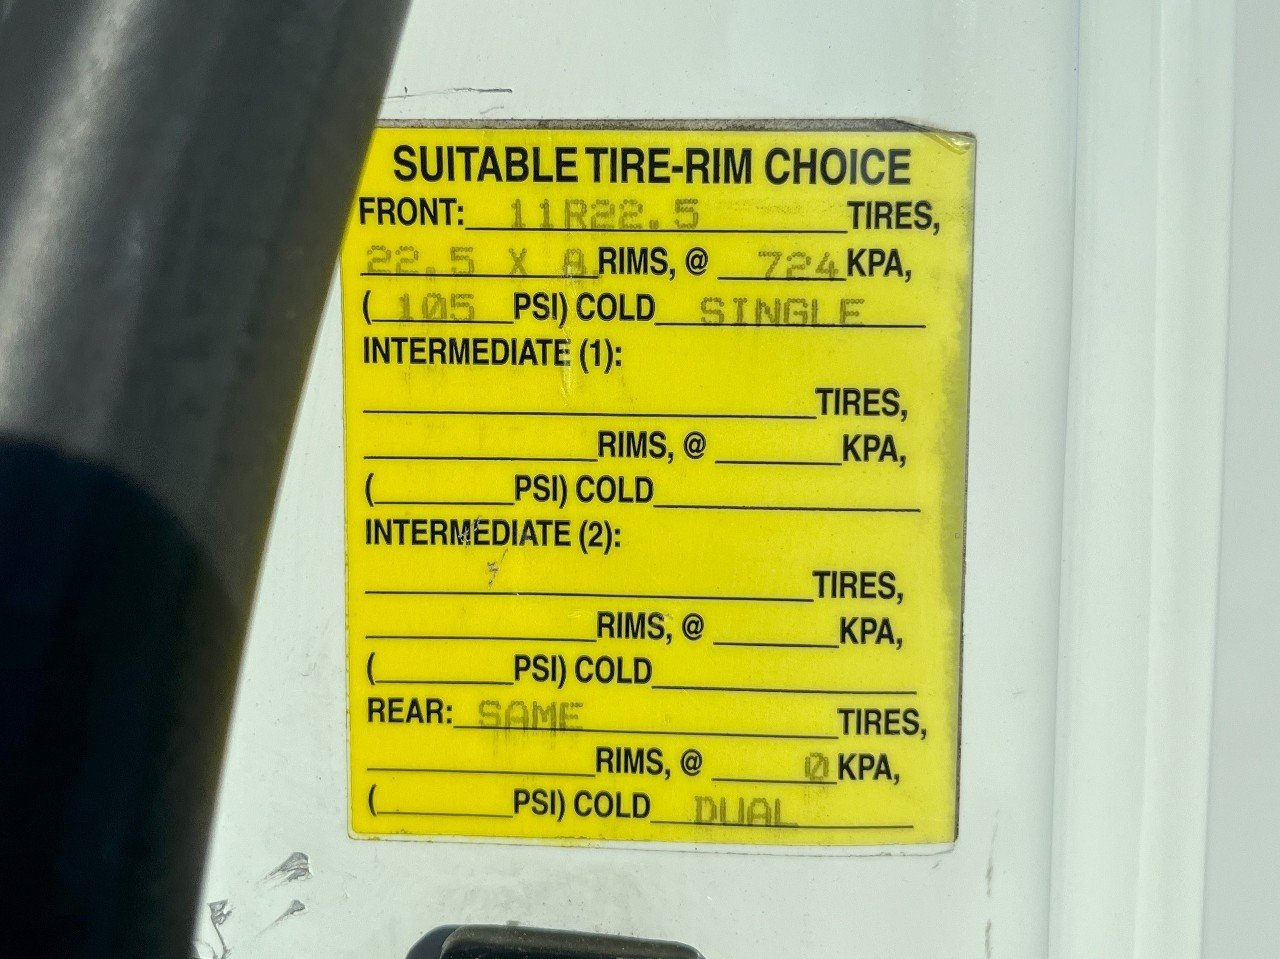 SUITABLE TIRE-RIM CHOICE
FRONT: 11R22.5 TIRES,
22.5 X 8. RIMS, @ 724 KPA,
( 105 PSI) COLD SINGLE
INTERMEDIATE (1):
TIRES,
RIMS, @ KPA,
( PSI) COLD
INTERMEDIATE (2):
TIRES,
RIMS, @ KPA,
( PSI) COLD
REAR: SAME TIRES,
RIMS, @ 0 KPA,
( PSI) COLD DUAL